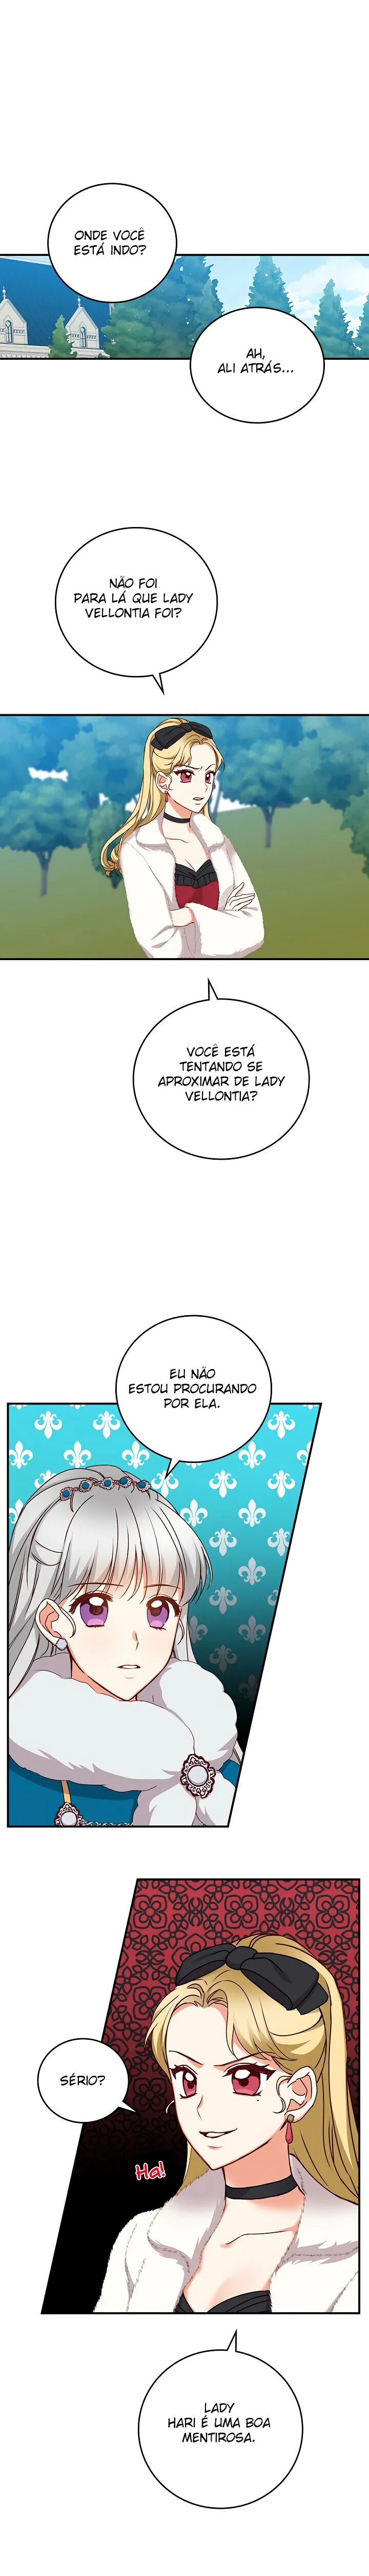 ONDE VOCÊ
ESTÁ INDO?
AH,
ALI ATRÁS...
NÃO FOI
PARA LÁ QUE LADY
VELLONTIA FOI?
VOCÊ ESTÁ
TENTANDO SE
APROXIMAR DE LADY
VELLONTIA?
EU NÃO
ESTOU PROCURANDO
POR ELA.
SÉRIO?
Ha!
LADY
HARI É UMA BOA
MENTIROSA.